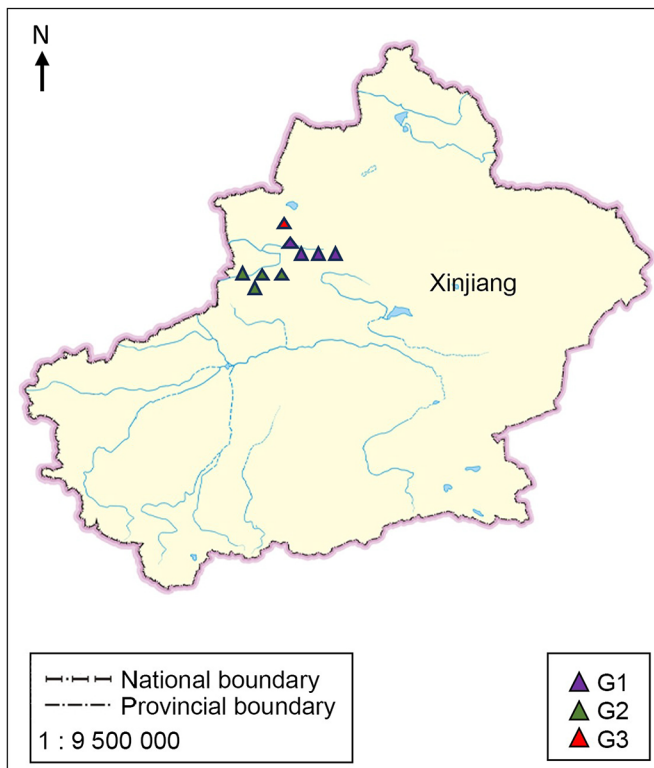 N
Xinjiang
National boundary
Provincial boundary
1 : 9 500 000
G1
G2
G3